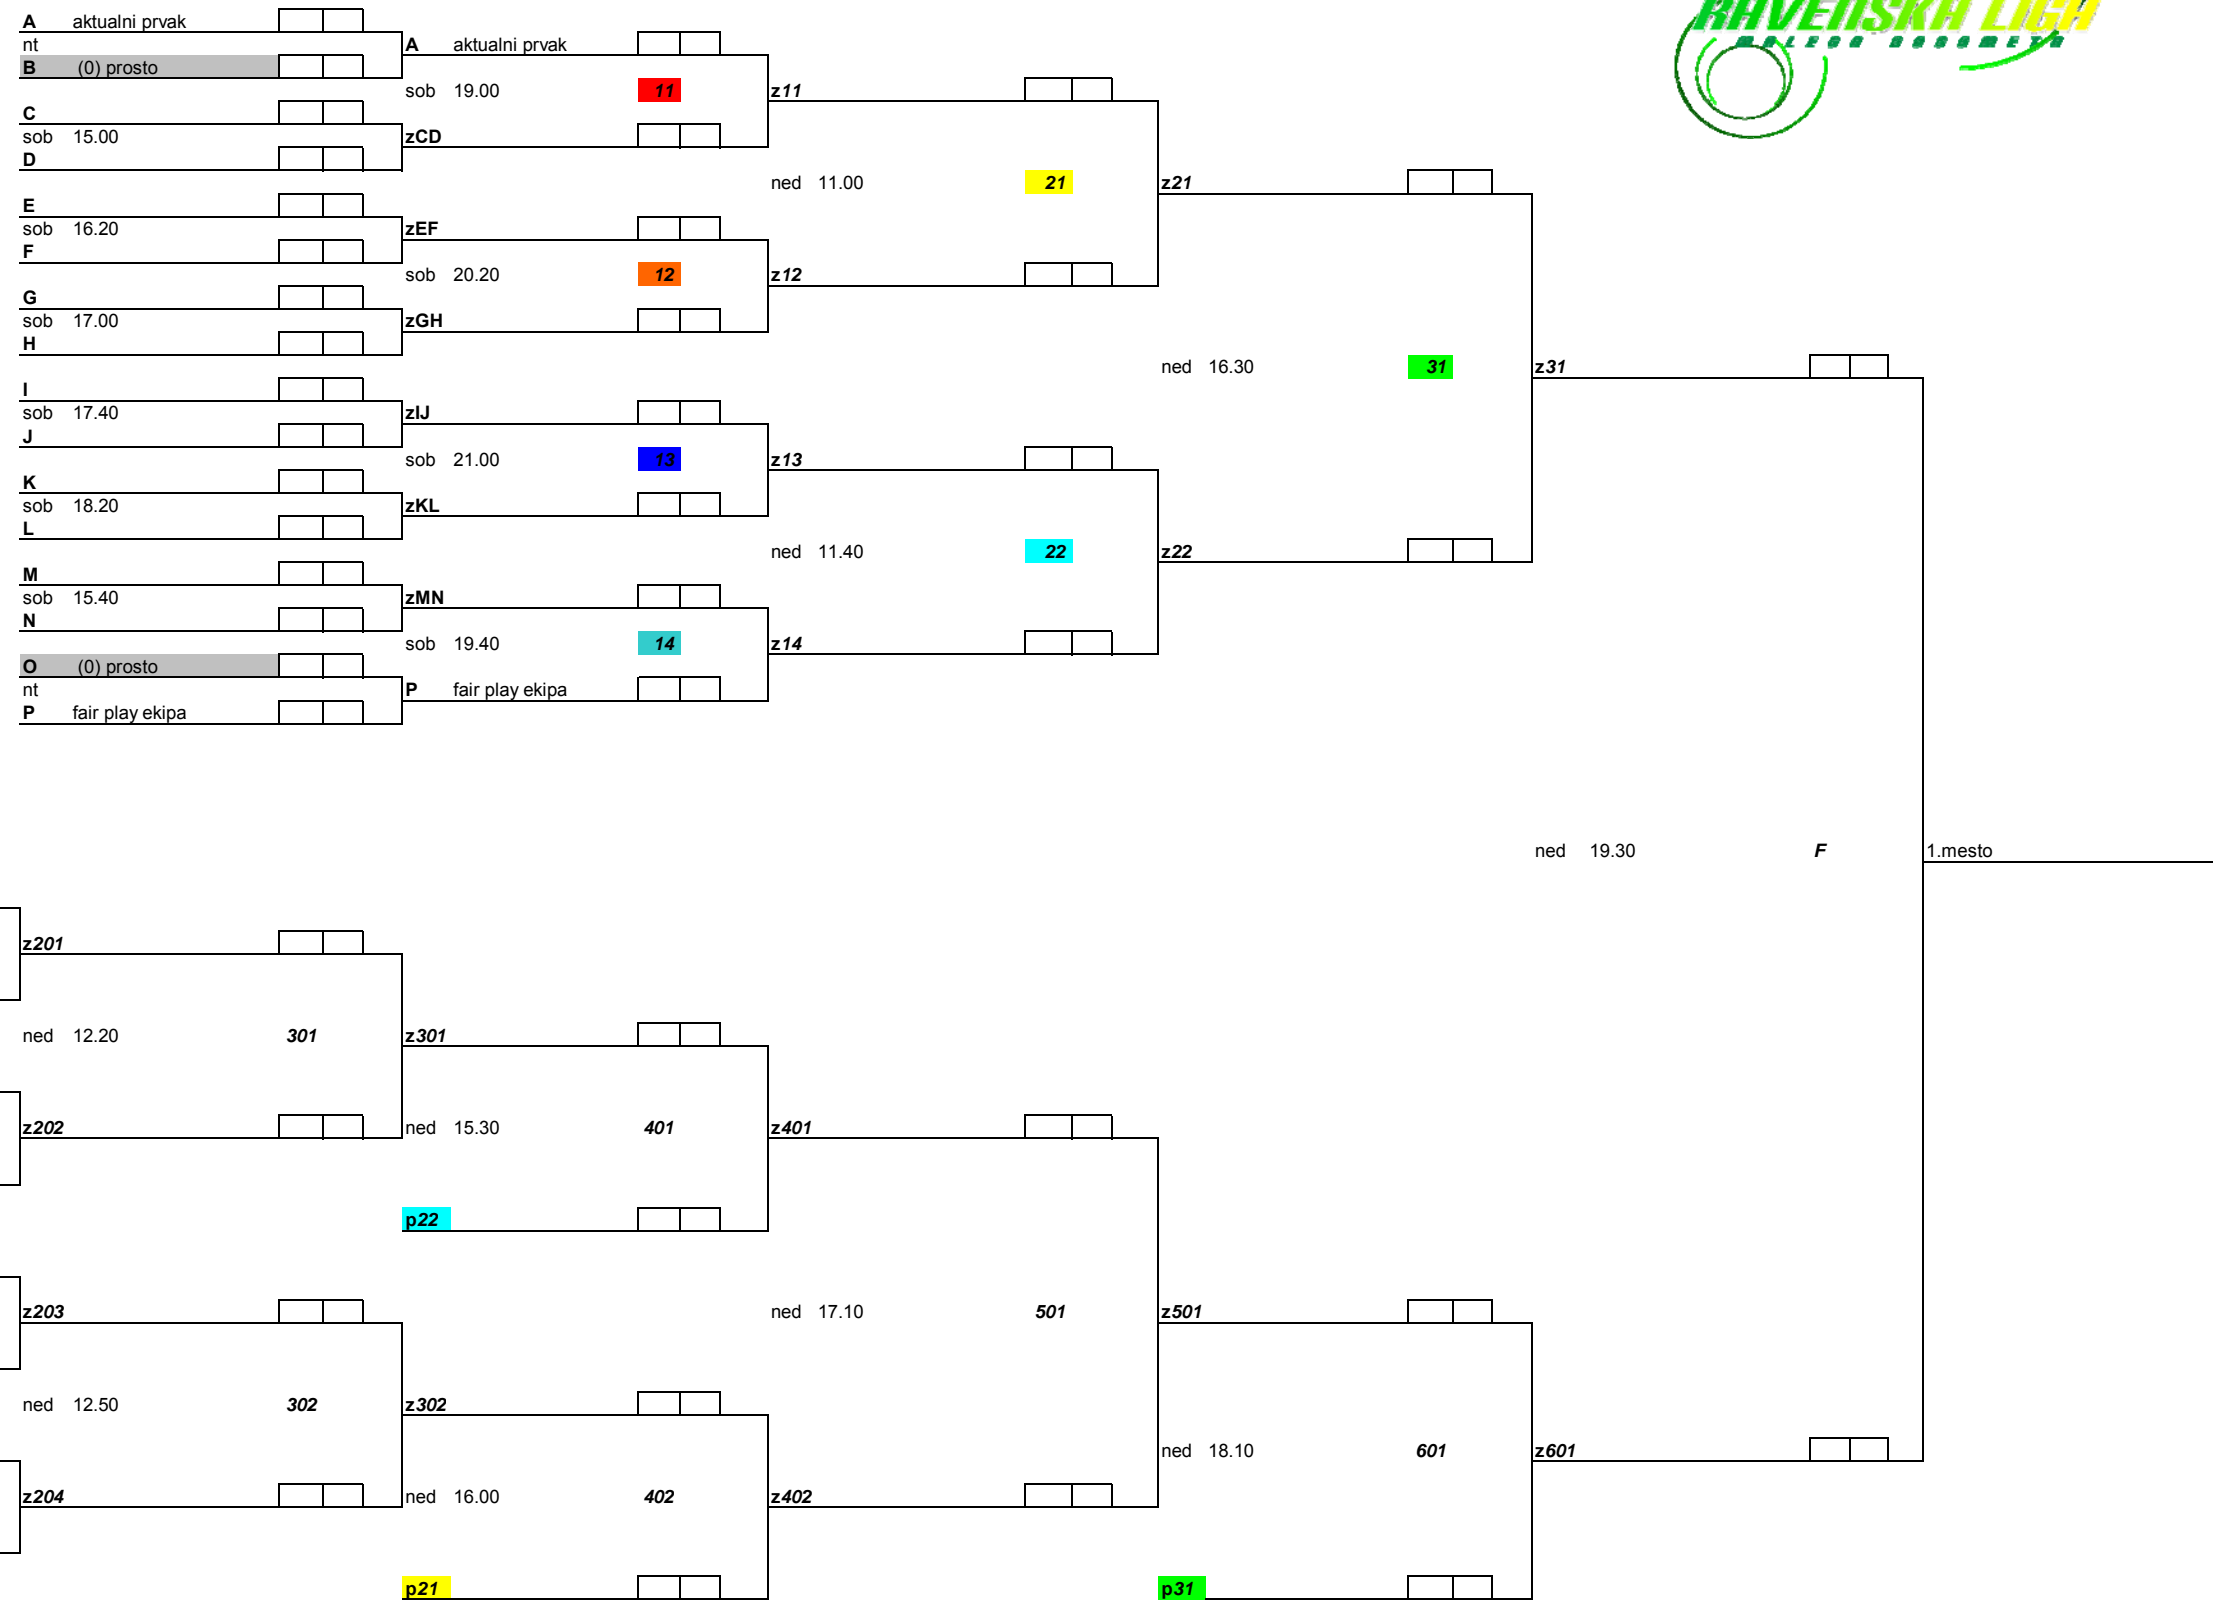 RAVENSKA LIGA
MALEGA NOGOMETA
A aktualni prvak
nt
B (0) prosto
C
sob 15.00
D
E
sob 16.20
F
G
sob 17.00
H
I
sob 17.40
J
K
sob 18.20
L
M
sob 15.40
N
O (0) prosto
nt
P fair play ekipa
A aktualni prvak
sob 19.00 11
zCD
zEF
sob 20.20 12
zGH
zIJ
sob 21.00 13
zKL
zMN
sob 19.40 14
P fair play ekipa
z11
ned 11.00 21
z12
z13
ned 11.40 22
z14
z21
ned 16.30 31
z22
z31
ned 19.30 F
1.mesto
z201
ned 12.20 301
z202
z203
ned 12.50 302
z204
z301
ned 15.30 401
p22
z302
ned 16.00 402
p21
z401
ned 17.10 501
z402
z501
ned 18.10 601
p31
z601